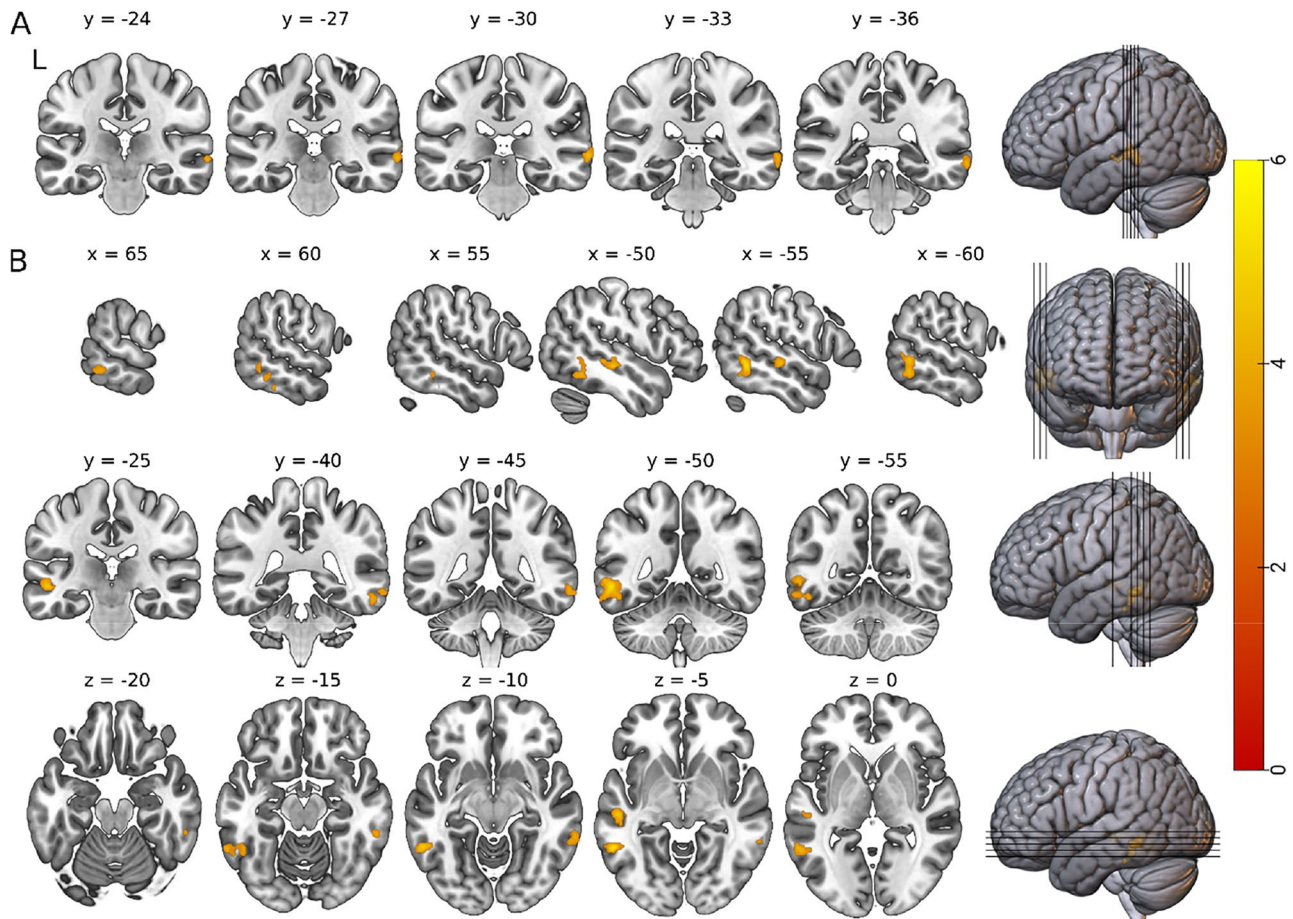 A
y = -24 y = -27 y = -30 y = -33 y = -36
L
6
4
2
0
B
x = 65 x = 60 x = 55 x = -50 x = -55 x = -60
y = -25 y = -40 y = -45 y = -50 y = -55
z = -20 z = -15 z = -10 z = -5 z = 0